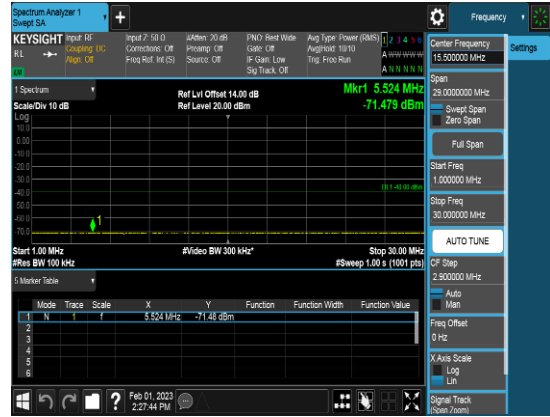 Spectrum Analyzer 1
Swept SA
Frequency
KEYSIGHT Input: RF Input Z: 50 Ω #Atten: 20 dB PNO: Best Wide Avg Type: Power (RMS) 1 2 3 4 5 6
RL Coupling: DC Corrections: Off Preamp: Off Gate: Off Avg|Hold: 10/10 A W W W W W
Align: Off Freq Ref: Int (S) Source: Off IF Gain: Low Trig: Free Run
Sig Track: Off A N N N N N
1 Spectrum
Ref Lvl Offset 14.00 dB Mkr1 5.524 MHz
Scale/Div 10 dB Ref Level 20.00 dBm -71.479 dBm
Log
10.0
0.00
-10.0
-20.0
-30.0
DL1 -40.00 dBm
-40.0
-50.0
-60.0
1
-70.0
Start 1.00 MHz #Video BW 300 kHz* Stop 30.00 MHz
#Res BW 100 kHz #Sweep 1.00 s (1001 pts)
5 Marker Table
Mode Trace Scale X Y Function Function Width Function Value
1 N 1 f 5.524 MHz -71.48 dBm
2
3
4
5
6
Feb 01, 2023
2:27:44 PM
?
Center Frequency
15.500000 MHz
Settings
Span
29.0000000 MHz
Swept Span
Zero Span
Full Span
Start Freq
1.000000 MHz
Stop Freq
30.000000 MHz
AUTO TUNE
CF Step
2.900000 MHz
Auto
Man
Freq Offset
0 Hz
X Axis Scale
Log
Lin
Signal Track
(Span Zoom)